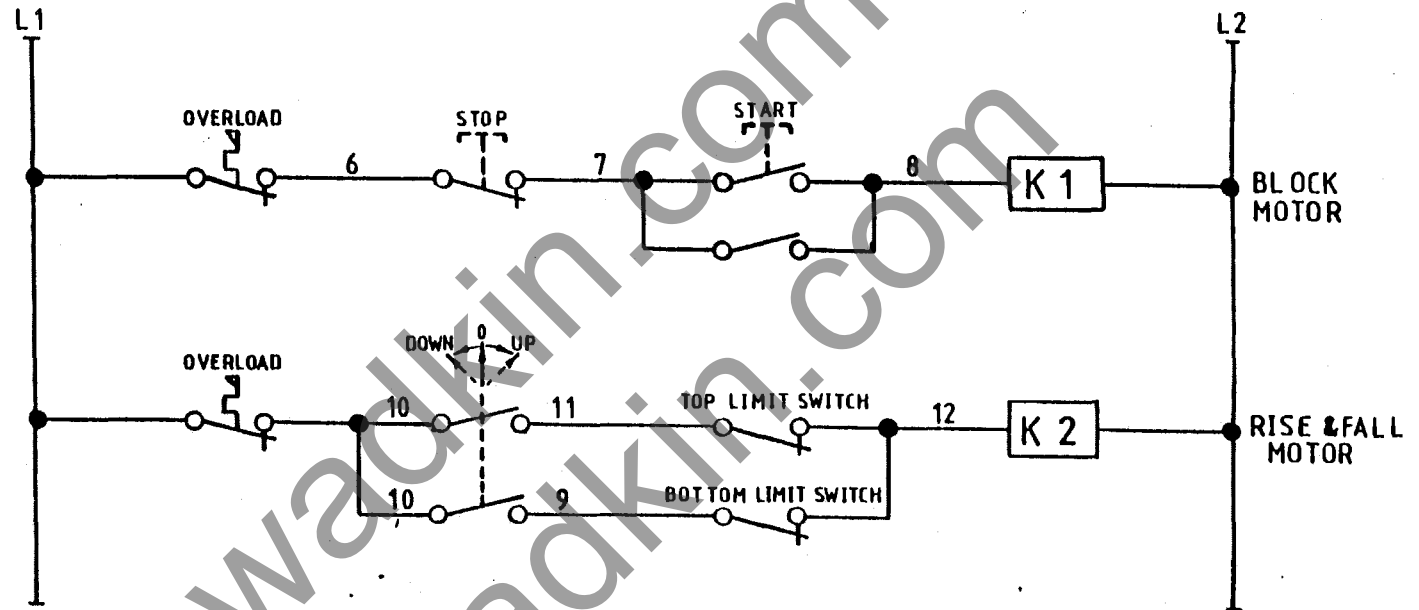 L1
L2
OVERLOAD
STOP
START
6
7
8
K 1
BLOCK
MOTOR
DOWN
0
UP
OVERLOAD
10
11
TOP LIMIT SWITCH
12
K 2
RISE & FALL
MOTOR
10
9
BOTTOM LIMIT SWITCH
wadkin.com
wadkin.com